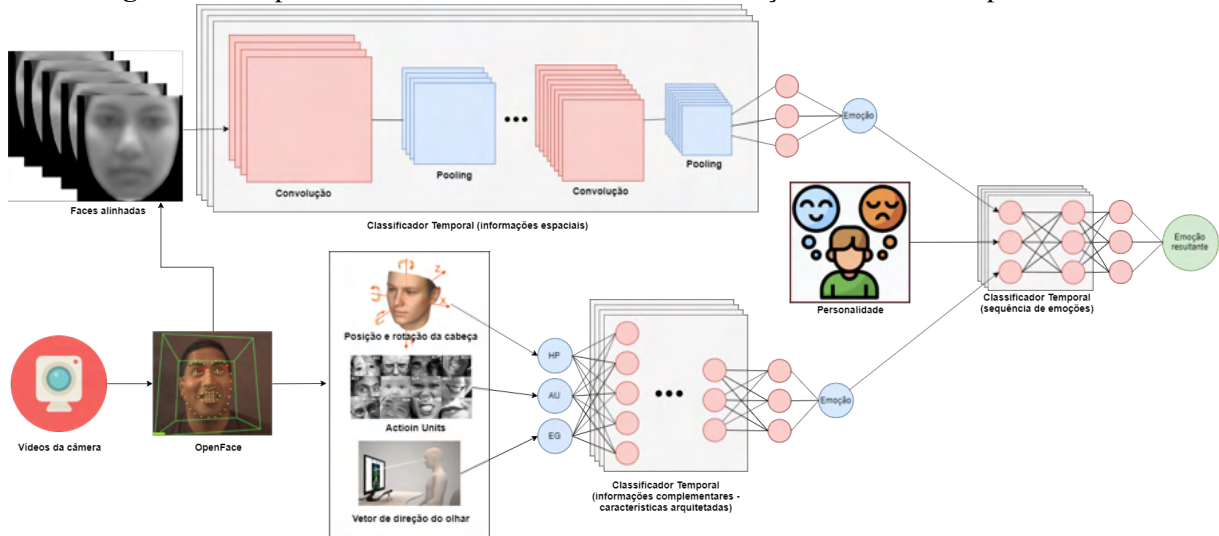 Faces alinhadas
Convolução
Pooling
Convolução
Pooling
Classificador Temporal (informações espaciais)
Emoção
Personalidade
Classificador Temporal
(sequência de emoções)
Emoção
resultante
Vídeos da câmera
OpenFace
Z
X
Posição e rotação da cabeça
Actioin Units
Vetor de direção do olhar
HP
AU
EG
Emoção
Classificador Temporal
(informações complementares -
características arquitetadas)